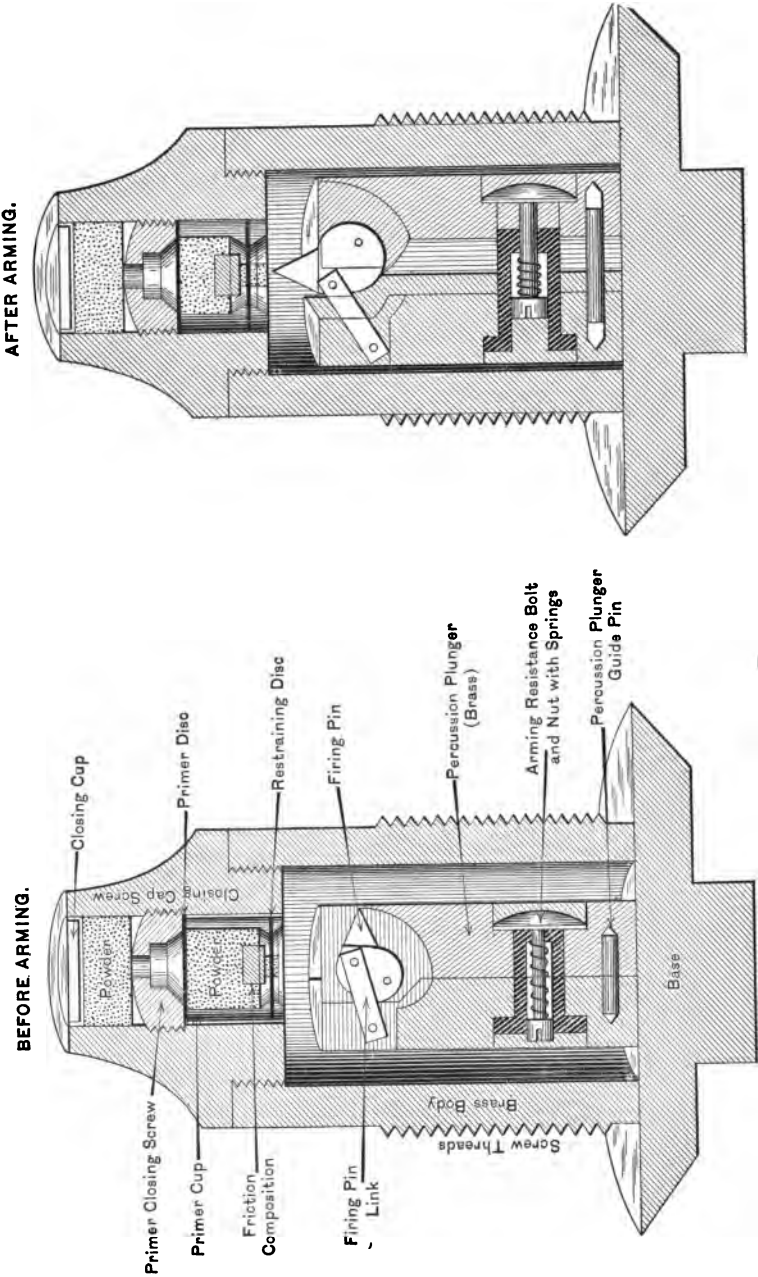 AFTER ARMING.
BEFORE ARMING.
Closing Cup
Primer Disc
Restraining Disc
Firing Pin
Percussion Plunger
(Brass)
Arming Resistance Bolt
and Nut with Springs
Percussion Plunger
Guide Pin
Closing Cap Screw
Powder
Powder
Base
Brass Body
Screw Threads
Primer Closing Screw
Primer Cup
Friction
Composition
Firing Pin
Link